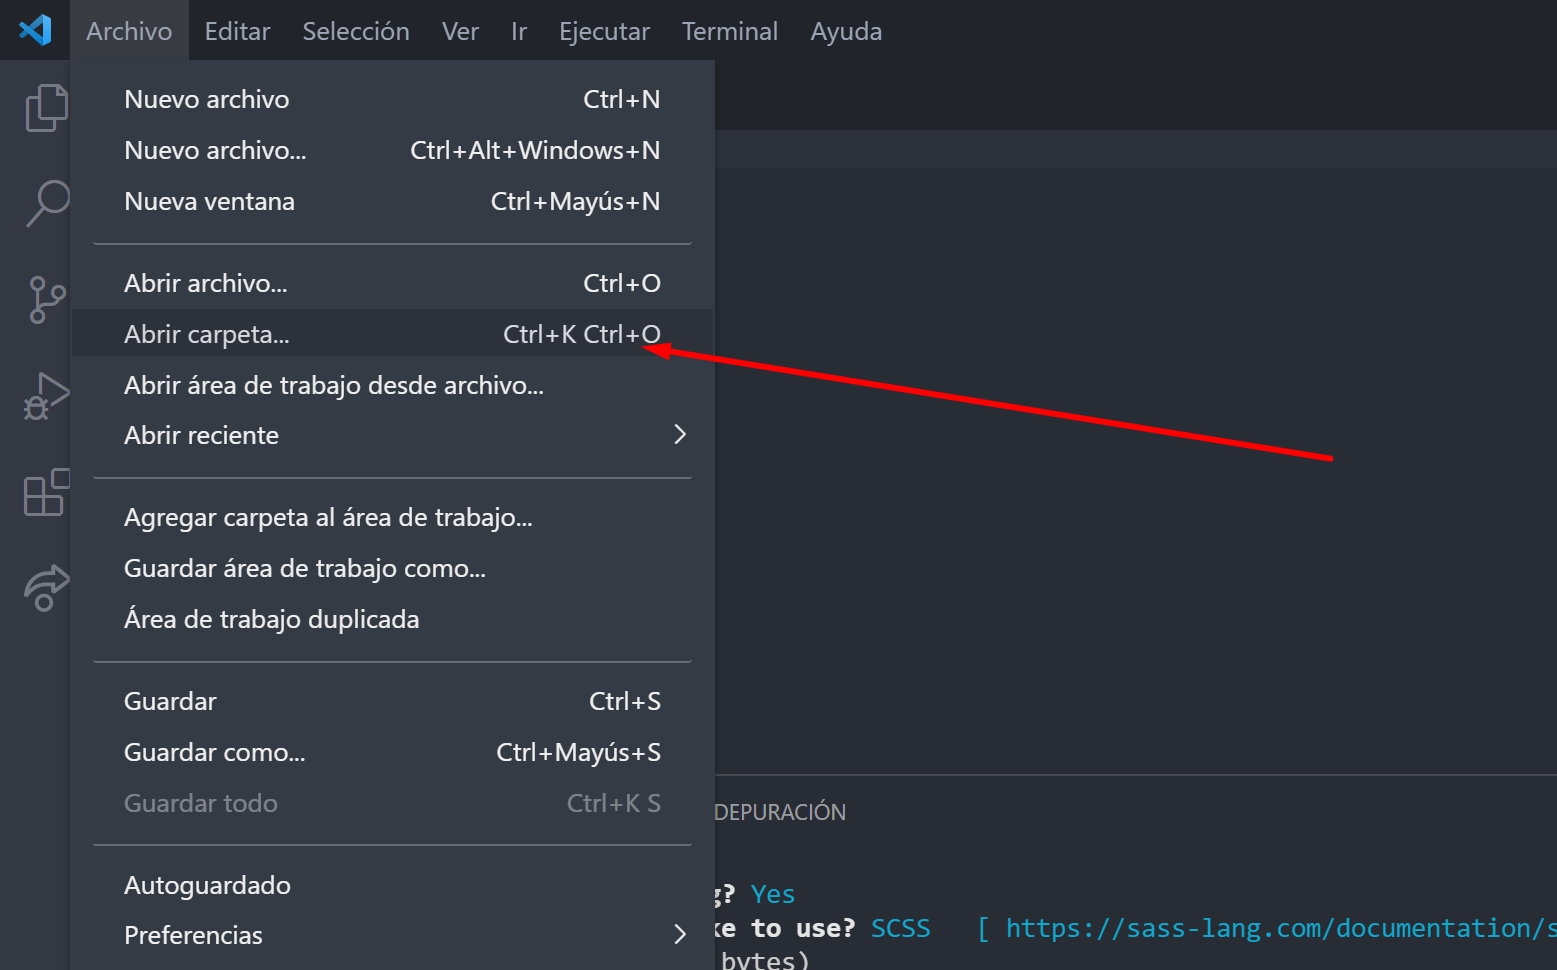 Archivo Editar Selección Ver Ir Ejecutar Terminal Ayuda
Nuevo archivo Ctrl+N
Nuevo archivo... Ctrl+Alt+Windows+N
Nueva ventana Ctrl+Mayús+N
Abrir archivo... Ctrl+O
Abrir carpeta... Ctrl+K Ctrl+O
Abrir área de trabajo desde archivo...
Abrir reciente
Agregar carpeta al área de trabajo...
Guardar área de trabajo como...
Área de trabajo duplicada
Guardar Ctrl+S
Guardar como... Ctrl+Mayús+S
Guardar todo Ctrl+K S
DEPURACIÓN
Autoguardado
g? Yes
ke to use? SCSS [ https://sass-lang.com/documentation/s
Preferencias
bytes)